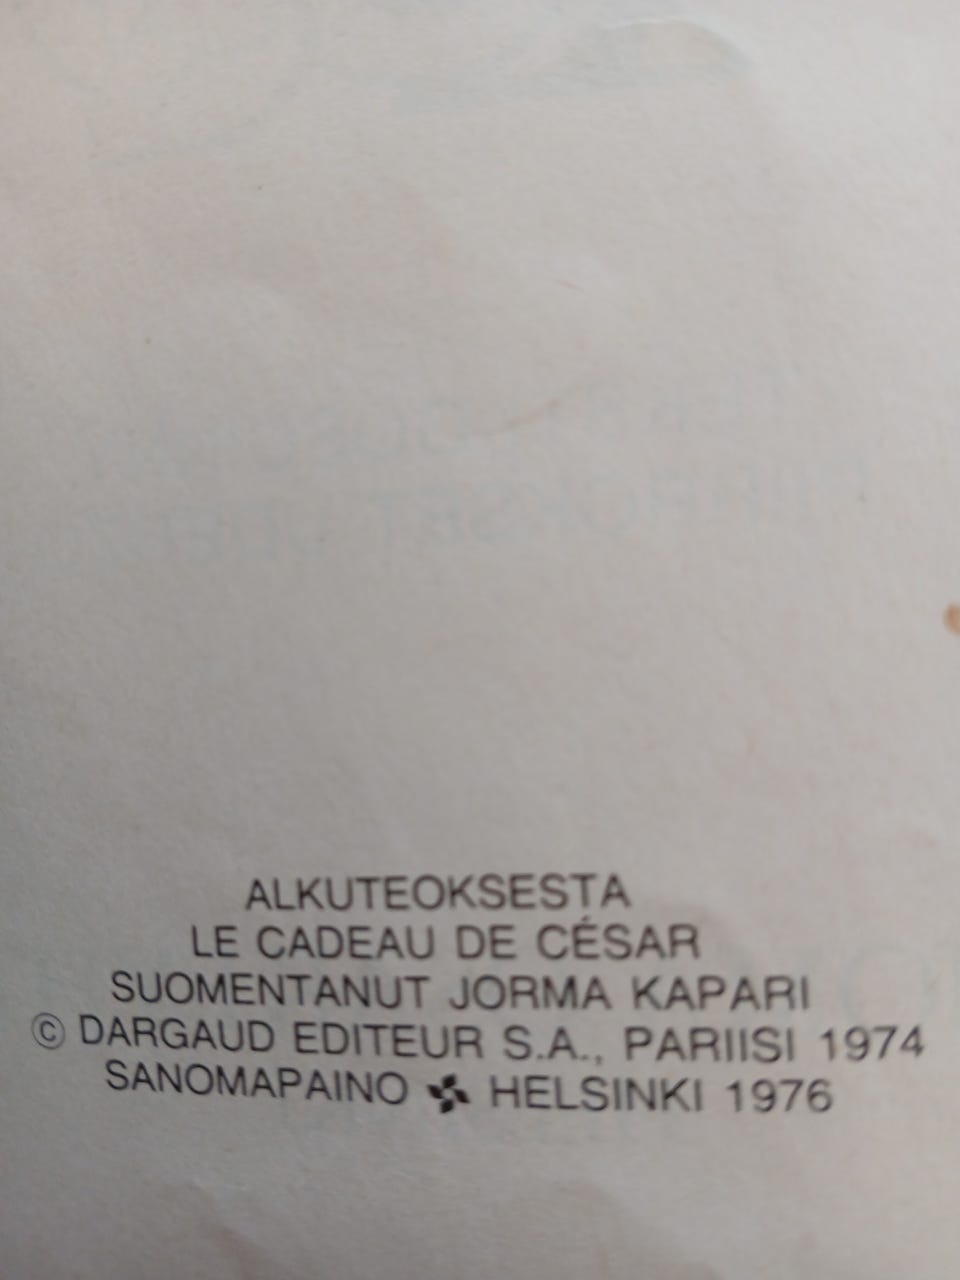 ALKUTEOKSESTA
LE CADEAU DE CÉSAR
SUOMENTANUT JORMA KAPARI
© DARGAUD EDITEUR S.A., PARIISI 1974
SANOMAPAINO HELSINKI 1976